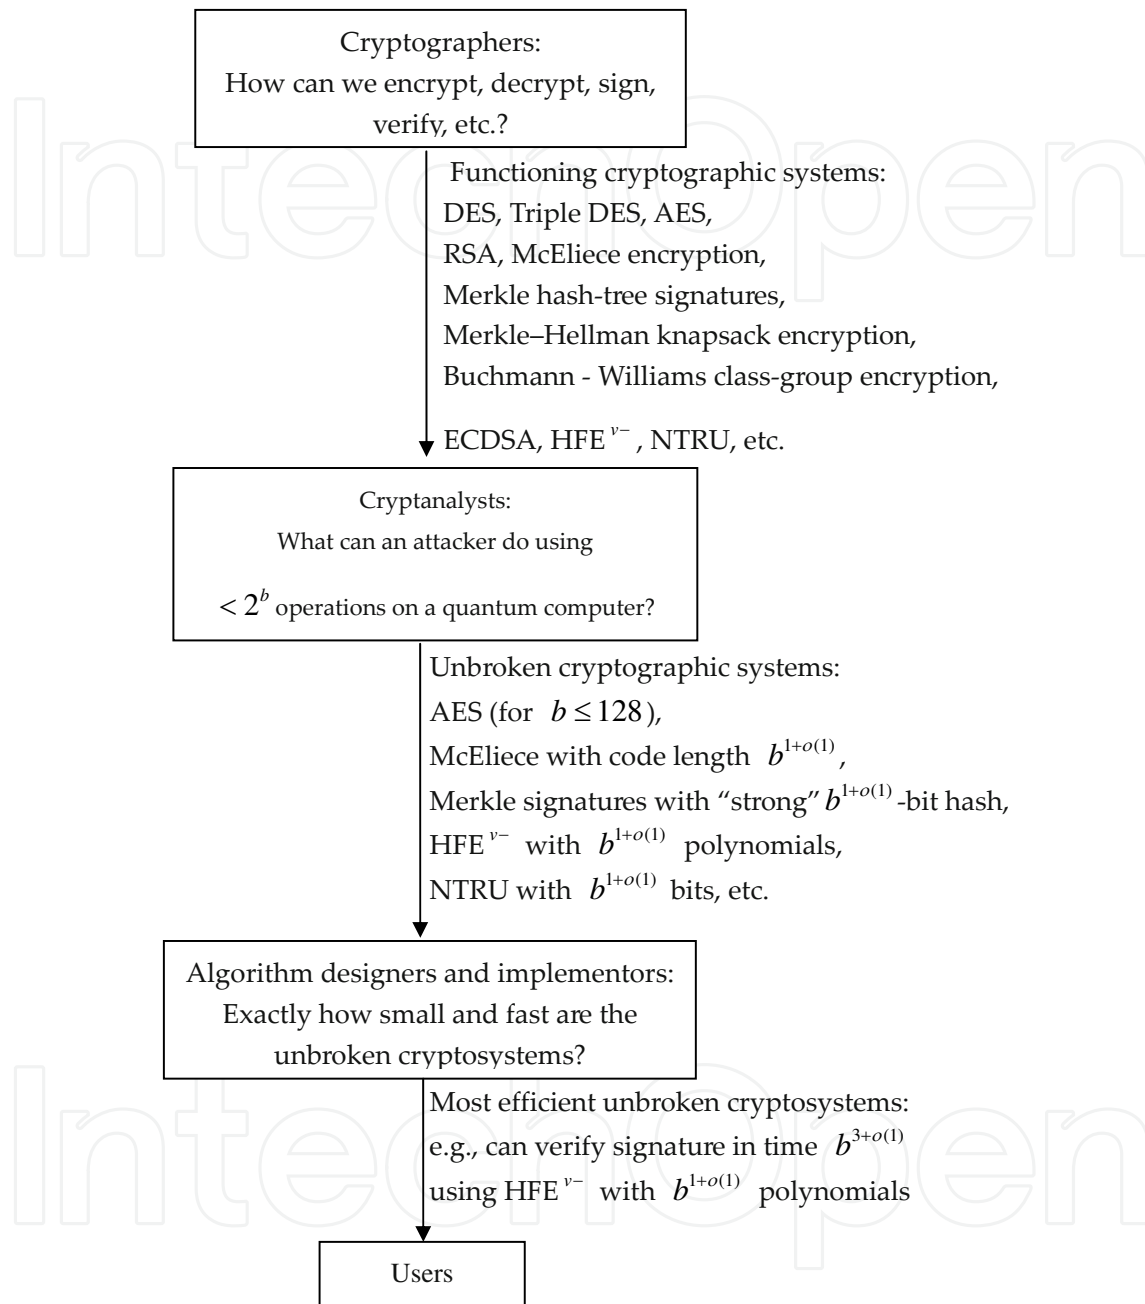 Cryptographers:
How can we encrypt, decrypt, sign,
verify, etc.?
Functioning cryptographic systems:
DES, Triple DES, AES,
RSA, McEliece encryption,
Merkle hash-tree signatures,
Merkle–Hellman knapsack encryption,
Buchmann - Williams class-group encryption,
ECDSA, HFE^{v−}, NTRU, etc.
Cryptanalysts:
What can an attacker do using
< 2^b operations on a quantum computer?
Unbroken cryptographic systems:
AES (for b ≤ 128),
McEliece with code length b^{1+o(1)},
Merkle signatures with “strong” b^{1+o(1)}-bit hash,
HFE^{v−} with b^{1+o(1)} polynomials,
NTRU with b^{1+o(1)} bits, etc.
Algorithm designers and implementors:
Exactly how small and fast are the
unbroken cryptosystems?
Most efficient unbroken cryptosystems:
e.g., can verify signature in time b^{3+o(1)}
using HFE^{v−} with b^{1+o(1)} polynomials
Users
IntechOpen
IntechOpen